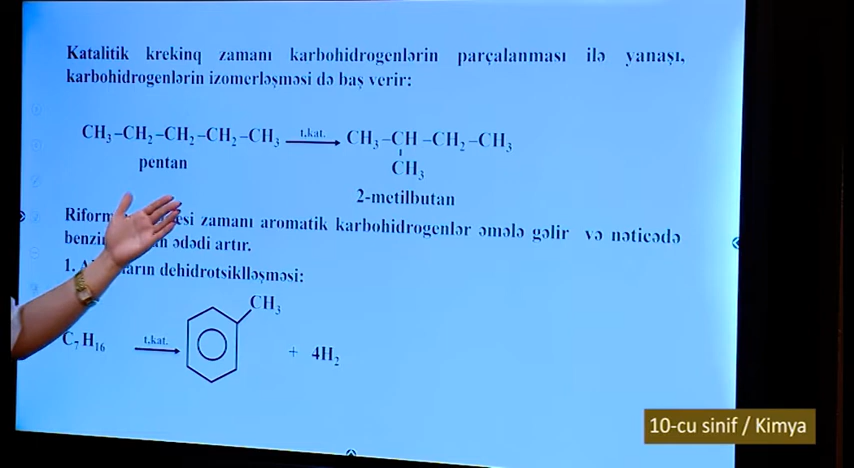 Katalitik krekinq zamanı karbohidrogenlərin parçalanması ilə yanaşı,
karbohidrogenlərin izomerləşməsi də baş verir:
CH₃–CH₂–CH₂–CH₂–CH₃ t,kat. CH₃–CH–CH₂–CH₃
CH₃
pentan
2-metilbutan
zamanı aromatik karbohidrogenlər əmələ gəlir və nəticədə
ədədi artır.
1. dehidrotsiklləşməsi:
CH₃
C₇H₁₆ t,kat. + 4H₂
10-cu sinif / Kimya